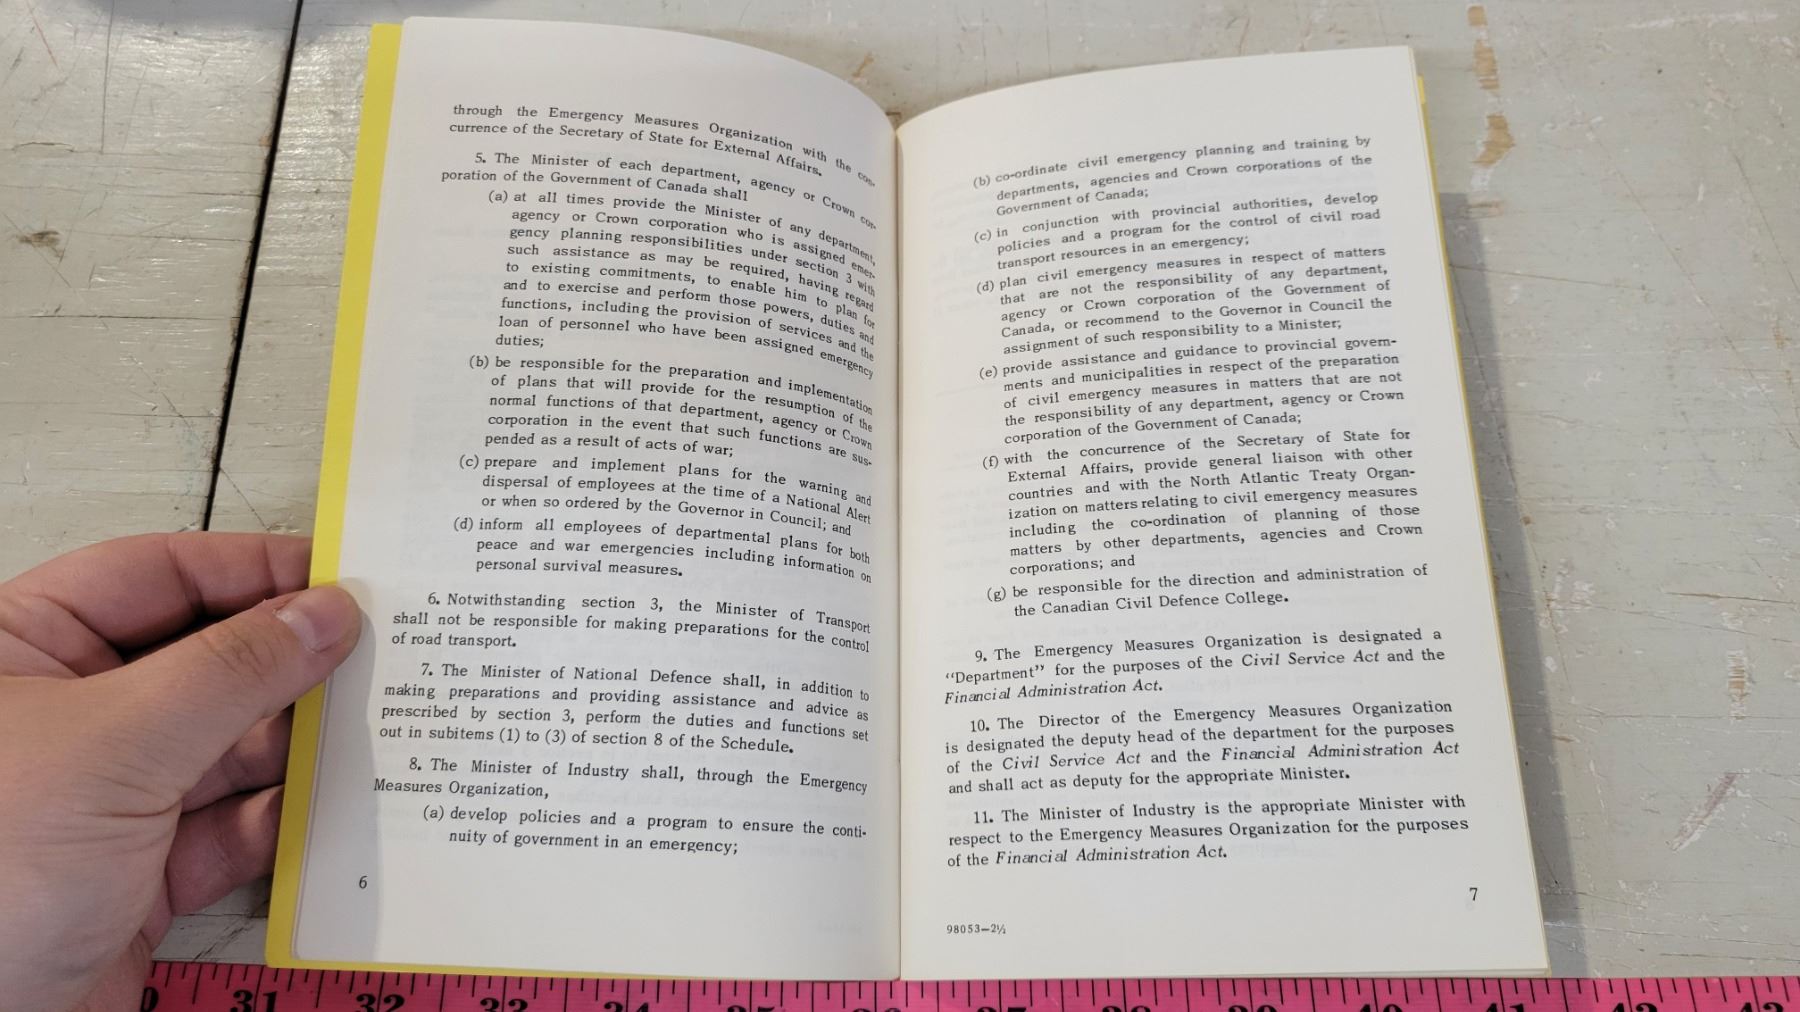 through the Emergency Measures Organization with the con-
currence of the Secretary of State for External Affairs.
5. The Minister of each department, agency or Crown cor-
poration of the Government of Canada shall
(a) at all times provide the Minister of any department,
agency or Crown corporation who is assigned emer-
gency planning responsibilities under section 3 with
such assistance as may be required, having regard
to existing commitments, to enable him to plan for
and to exercise and perform those powers, duties and
functions, including the provision of services and the
loan of personnel who have been assigned emergency
duties;
(b) be responsible for the preparation and implementation
of plans that will provide for the resumption of the
normal functions of that department, agency or Crown
corporation in the event that such functions are sus-
pended as a result of acts of war;
(c) prepare and implement plans for the warning and
dispersal of employees at the time of a National Alert
or when so ordered by the Governor in Council; and
(d) inform all employees of departmental plans for both
peace and war emergencies including information on
personal survival measures.
6. Notwithstanding section 3, the Minister of Transport
shall not be responsible for making preparations for the control
of road transport.
7. The Minister of National Defence shall, in addition to
making preparations and providing assistance and advice as
prescribed by section 3, perform the duties and functions set
out in subitems (1) to (3) of section 8 of the Schedule.
8. The Minister of Industry shall, through the Emergency
Measures Organization,
(a) develop policies and a program to ensure the conti-
nuity of government in an emergency;
6
(b) co-ordinate civil emergency planning and training by
departments, agencies and Crown corporations of the
Government of Canada;
(c) in conjunction with provincial authorities, develop
policies and a program for the control of civil road
transport resources in an emergency;
(d) plan civil emergency measures in respect of matters
that are not the responsibility of any department,
agency or Crown corporation of the Government of
Canada, or recommend to the Governor in Council the
assignment of such responsibility to a Minister;
(e) provide assistance and guidance to provincial govern-
ments and municipalities in respect of the preparation
of civil emergency measures in matters that are not
the responsibility of any department, agency or Crown
corporation of the Government of Canada;
(f) with the concurrence of the Secretary of State for
External Affairs, provide general liaison with other
countries and with the North Atlantic Treaty Organ-
ization on matters relating to civil emergency measures
including the co-ordination of planning of those
matters by other departments, agencies and Crown
corporations; and
(g) be responsible for the direction and administration of
the Canadian Civil Defence College.
9. The Emergency Measures Organization is designated a
"Department" for the purposes of the Civil Service Act and the
Financial Administration Act.
10. The Director of the Emergency Measures Organization
is designated the deputy head of the department for the purposes
of the Civil Service Act and the Financial Administration Act
and shall act as deputy for the appropriate Minister.
11. The Minister of Industry is the appropriate Minister with
respect to the Emergency Measures Organization for the purposes
of the Financial Administration Act.
7
98053—2½
31 32 33 34 35 36 37 38 39 40 41 42 43